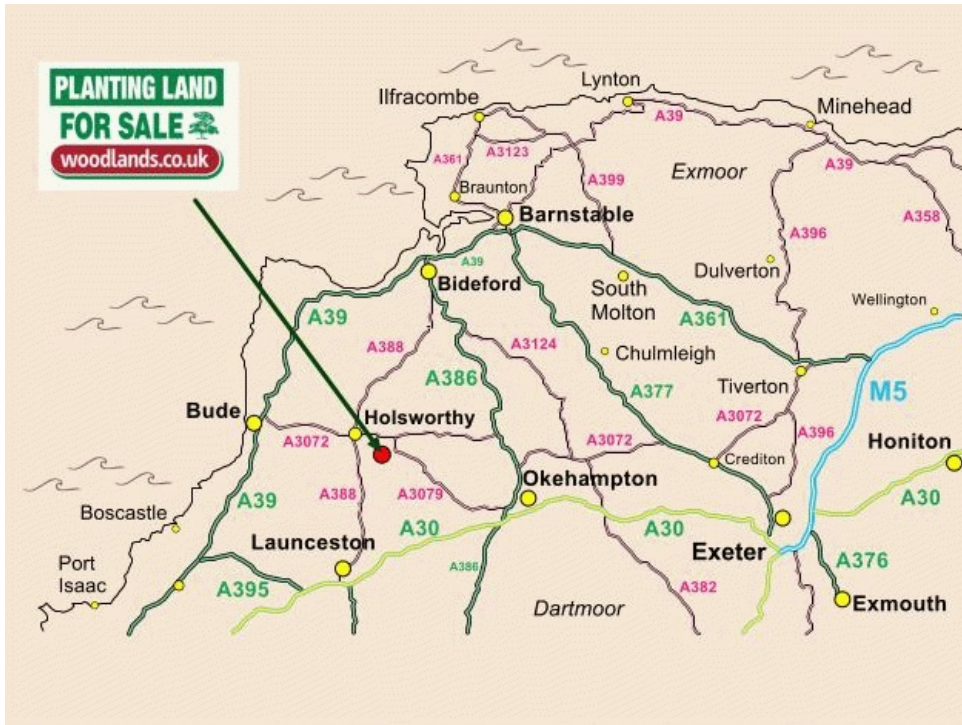 PLANTING LAND
FOR SALE
woodlands.co.uk
Lynton
Ilfracombe
Minehead
A39
A3123
A361
A39
Exmoor
A399
Braunton
A358
Barnstable
A396
A39
Dulverton
Bideford
South
Molton
Wellington
A39
A361
A388
A3124
Chulmleigh
A386
A377
Tiverton
M5
Bude
Holsworthy
A3072
A3072
A3072
A396
Honiton
Crediton
A388
A3079
Okehampton
A39
A30
Boscastle
A30
A30
Launceston
Exeter
Port
Isaac
A395
A386
A382
A376
Dartmoor
Exmouth